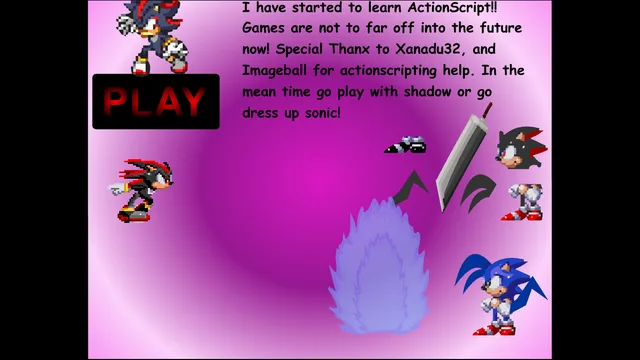 I have started to learn ActionScript!!
Games are not to far off into the future
now! Special Thanx to Xanadu32, and
Imageball for actionscripting help. In the
mean time go play with shadow or go
dress up sonic!
PLAY